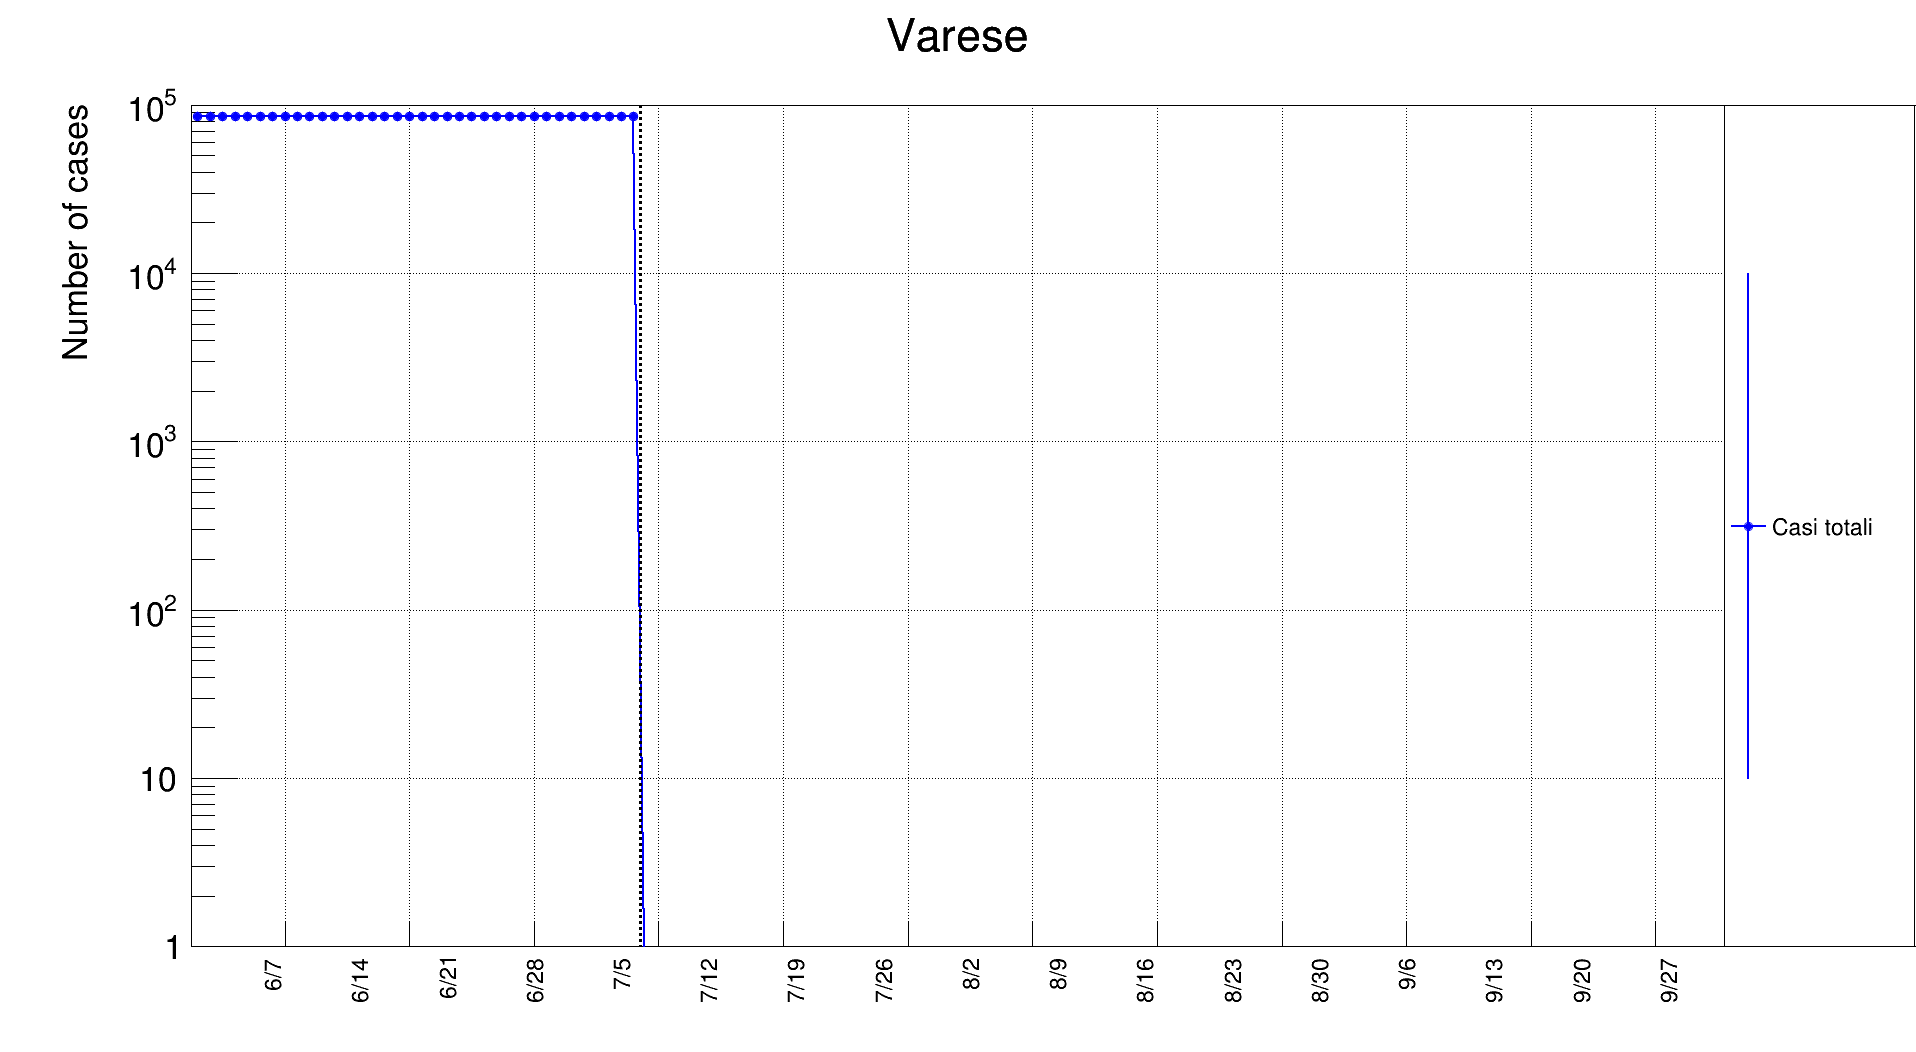 Varese
Number of cases
10^5
10^4
10^3
10^2
10
1
6/7 6/14 6/21 6/28 7/5 7/12 7/19 7/26 8/2 8/9 8/16 8/23 8/30 9/6 9/13 9/20 9/27
Casi totali